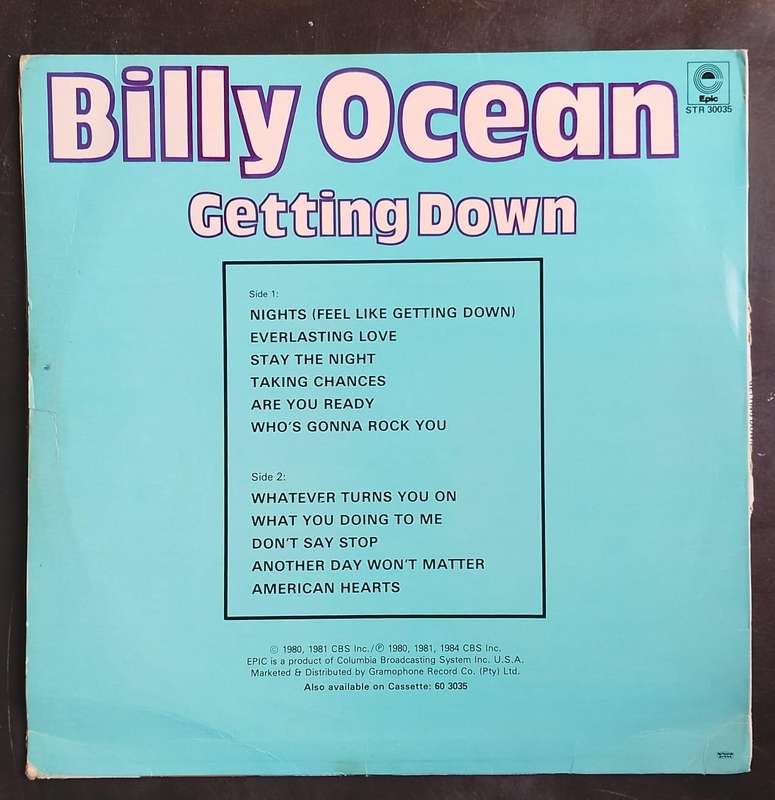 Billy Ocean
Epic
STR 30035
Getting Down
Side 1:
NIGHTS (FEEL LIKE GETTING DOWN)
EVERLASTING LOVE
STAY THE NIGHT
TAKING CHANCES
ARE YOU READY
WHO'S GONNA ROCK YOU
Side 2:
WHATEVER TURNS YOU ON
WHAT YOU DOING TO ME
DON'T SAY STOP
ANOTHER DAY WON'T MATTER
AMERICAN HEARTS
© 1980, 1981 CBS Inc./℗ 1980, 1981, 1984 CBS Inc.
EPIC is a product of Columbia Broadcasting System Inc. U.S.A.
Marketed & Distributed by Gramophone Record Co. (Pty) Ltd.
Also available on Cassette: 60 3035